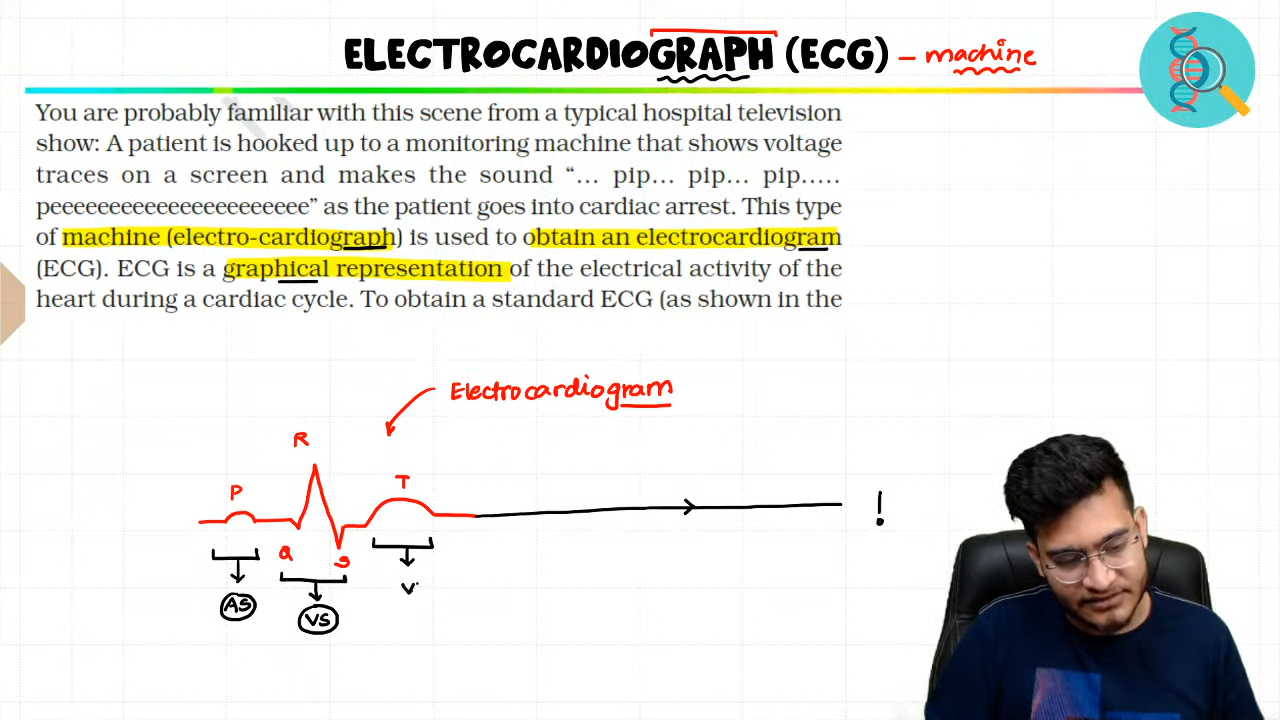 ELECTROCARDIOGRAPH (ECG) – machine
You are probably familiar with this scene from a typical hospital television
show: A patient is hooked up to a monitoring machine that shows voltage
traces on a screen and makes the sound “... pip... pip... pip.....
peeeeeeeeeeeeeeeeeeeeee” as the patient goes into cardiac arrest. This type
of machine (electro-cardiograph) is used to obtain an electrocardiogram
(ECG). ECG is a graphical representation of the electrical activity of the
heart during a cardiac cycle. To obtain a standard ECG (as shown in the
Electrocardiogram
R
P
T
!
Q
S
V
AS
VS